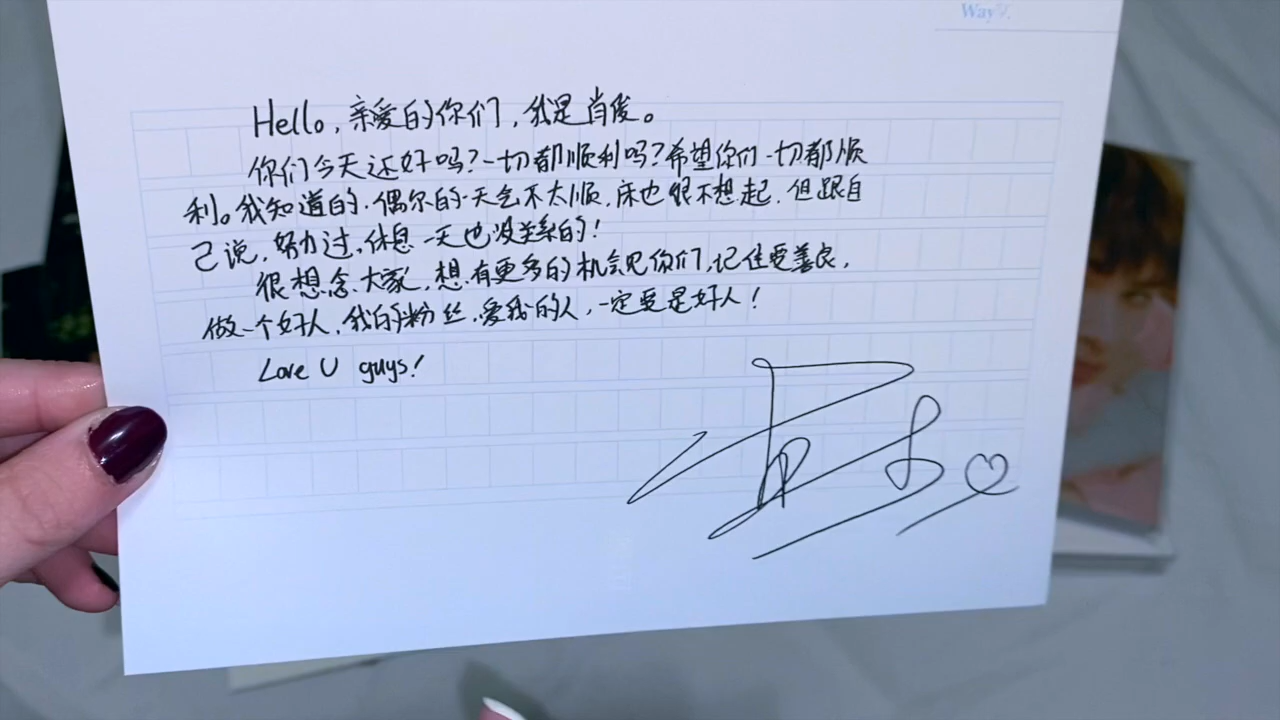 WayV.
Hello, 亲爱的你们, 我是肖俊。
你们今天还好吗?一切都顺利吗?希望你们一切都顺
利。我知道的.偶尔的一天会不太顺,床也很不想起,但跟自
己说,努力过,休息一天也没关系的!
很想念大家,想有更多的机会见你们,记住要善良,
做一个好人,我的粉丝,爱我的人,一定要是好人!
Love U guys!